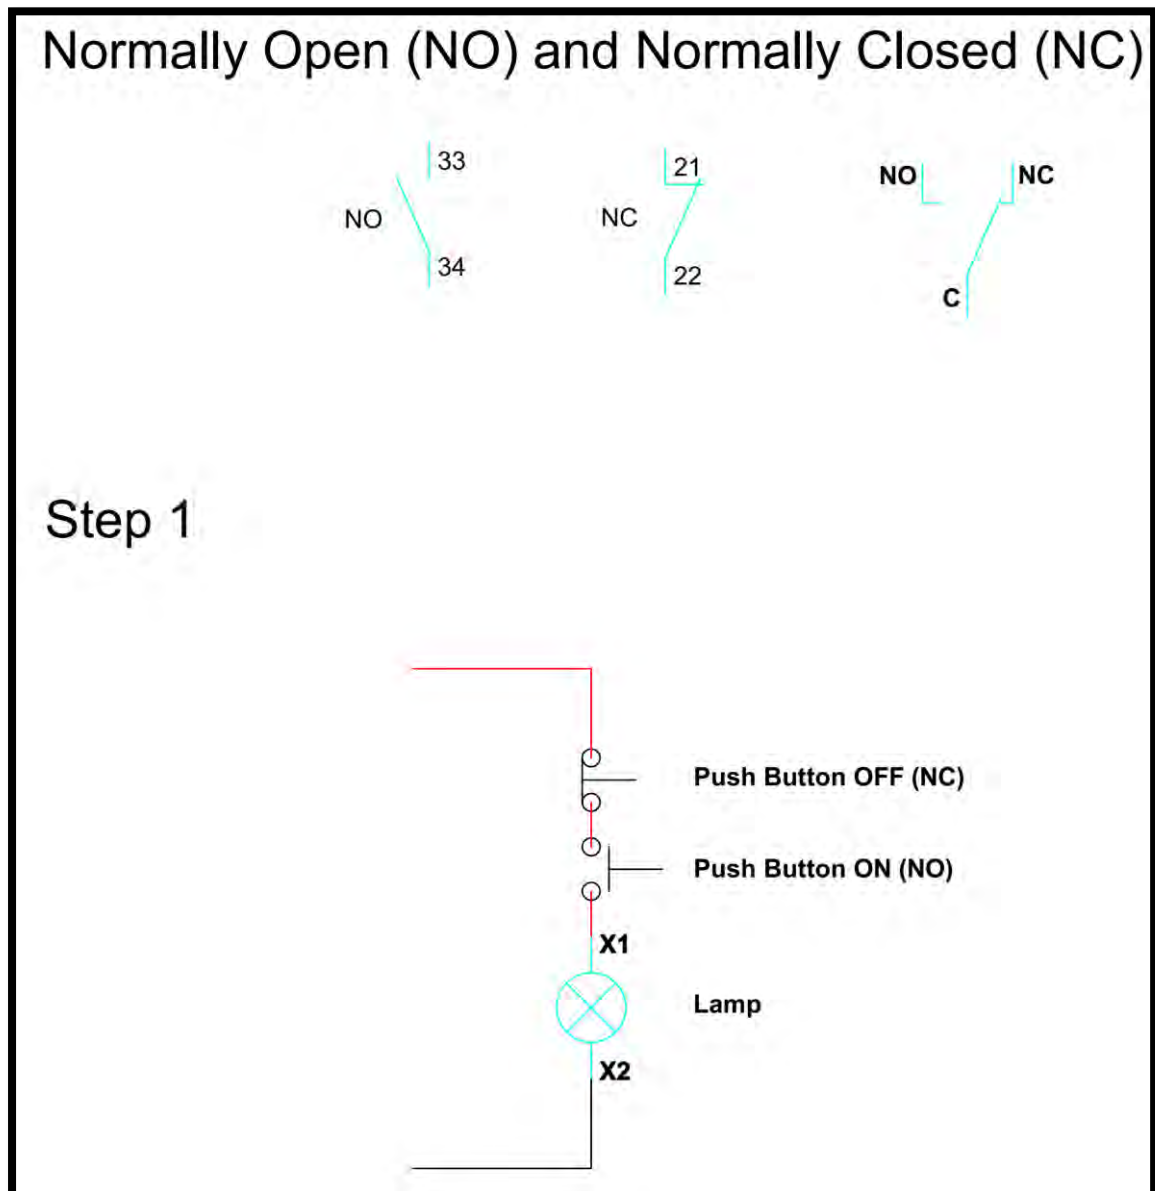 Normally Open (NO) and Normally Closed (NC)
33
NO
34
21
NC
22
NO
NC
C
Step 1
Push Button OFF (NC)
Push Button ON (NO)
X1
Lamp
X2